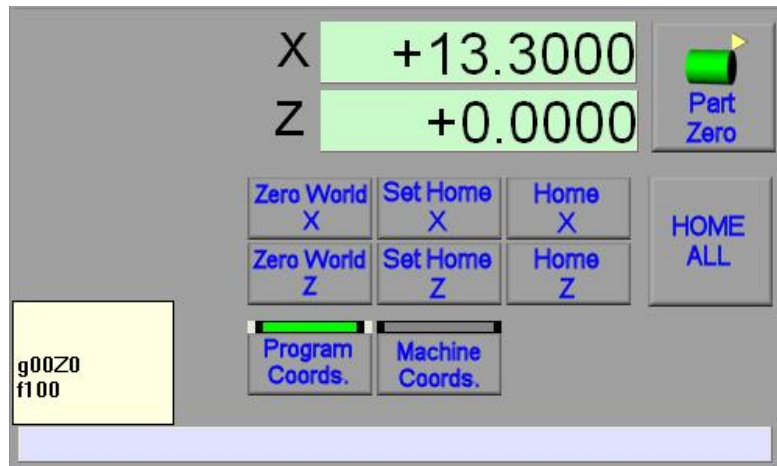 X +13.3000
Part
Zero
Z +0.0000
Zero World
X
Set Home
X
Home
X
HOME
ALL
Zero World
Z
Set Home
Z
Home
Z
Program
Coords.
Machine
Coords.
g00Z0
f100